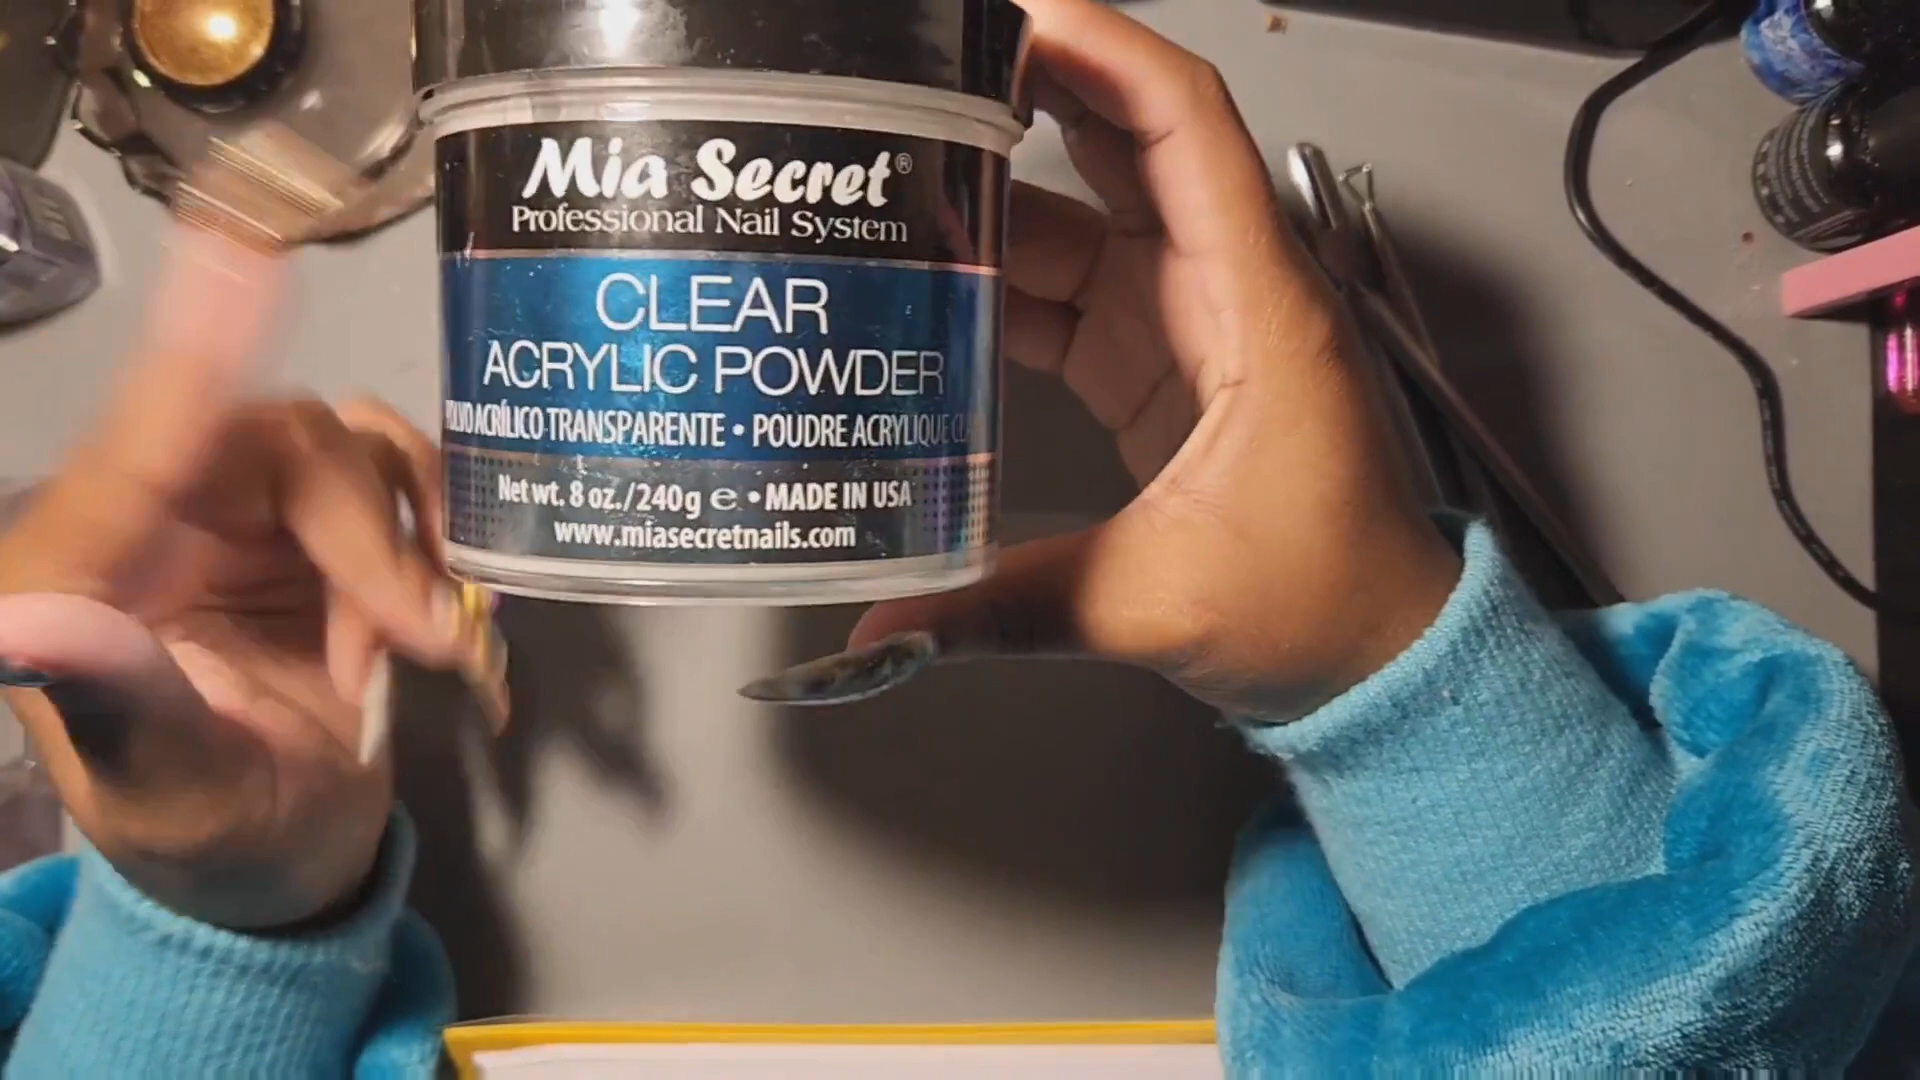 Mia Secret®
Professional Nail System
CLEAR
ACRYLIC POWDER
POLVO ACRÍLICO TRANSPARENTE • POUDRE ACRYLIQUE
Net wt. 8 oz./240g ℮ • MADE IN USA
www.miasecretnails.com